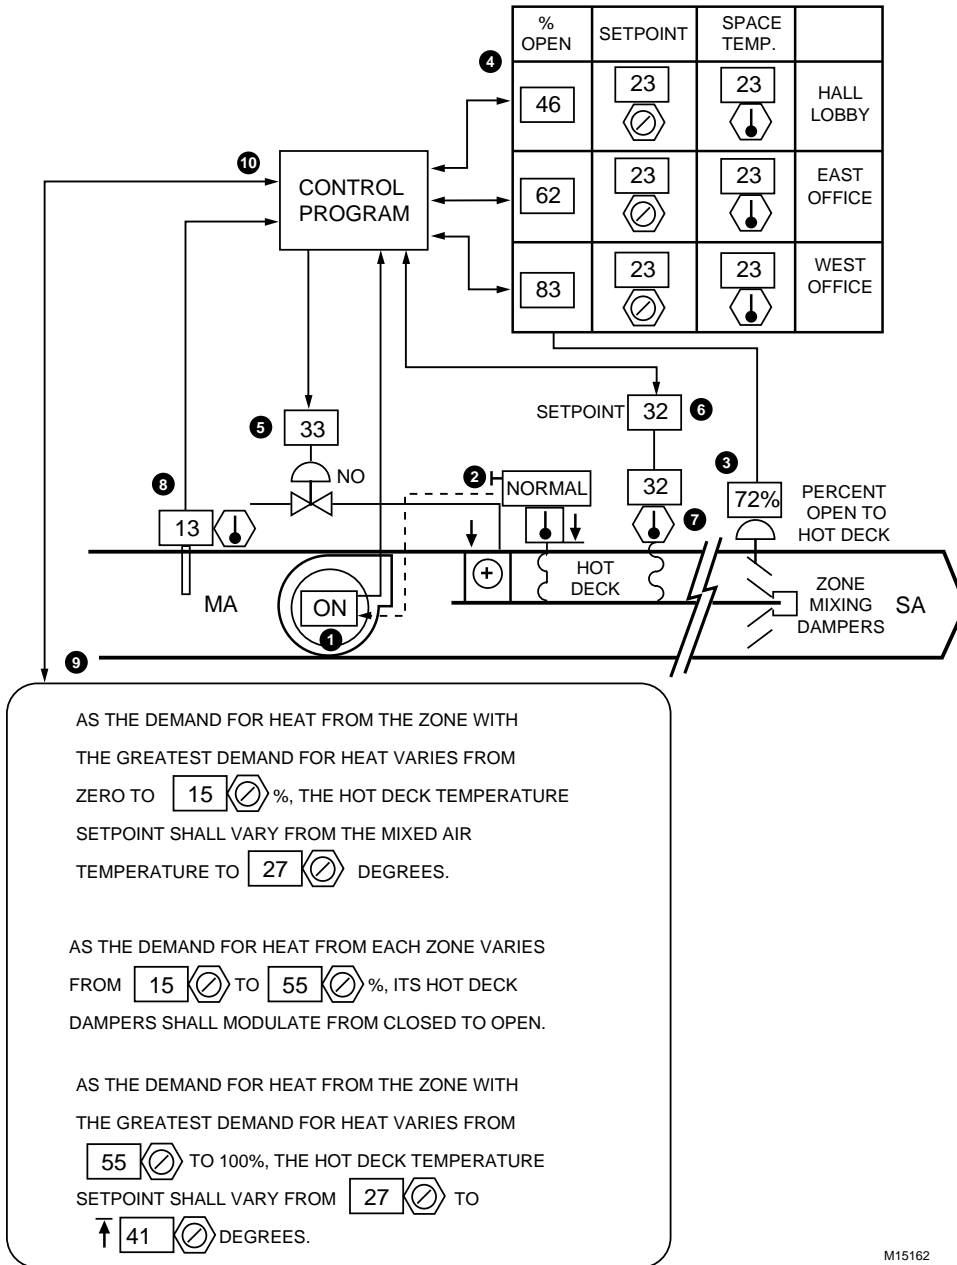 % OPEN
SETPOINT
SPACE TEMP.
4
46
23
23
HALL LOBBY
62
23
23
EAST OFFICE
83
23
23
WEST OFFICE
10
CONTROL
PROGRAM
5
33
NO
SETPOINT 32
6
8
13
2
NORMAL
32
7
3
72%
PERCENT
OPEN TO
HOT DECK
MA
ON
1
+
HOT
DECK
ZONE
MIXING
DAMPERS
SA
9
AS THE DEMAND FOR HEAT FROM THE ZONE WITH
THE GREATEST DEMAND FOR HEAT VARIES FROM
ZERO TO 15 %, THE HOT DECK TEMPERATURE
SETPOINT SHALL VARY FROM THE MIXED AIR
TEMPERATURE TO 27 DEGREES.
AS THE DEMAND FOR HEAT FROM EACH ZONE VARIES
FROM 15 TO 55 %, ITS HOT DECK
DAMPERS SHALL MODULATE FROM CLOSED TO OPEN.
AS THE DEMAND FOR HEAT FROM THE ZONE WITH
THE GREATEST DEMAND FOR HEAT VARIES FROM
55 TO 100%, THE HOT DECK TEMPERATURE
SETPOINT SHALL VARY FROM 27 TO
41 DEGREES.
M15162